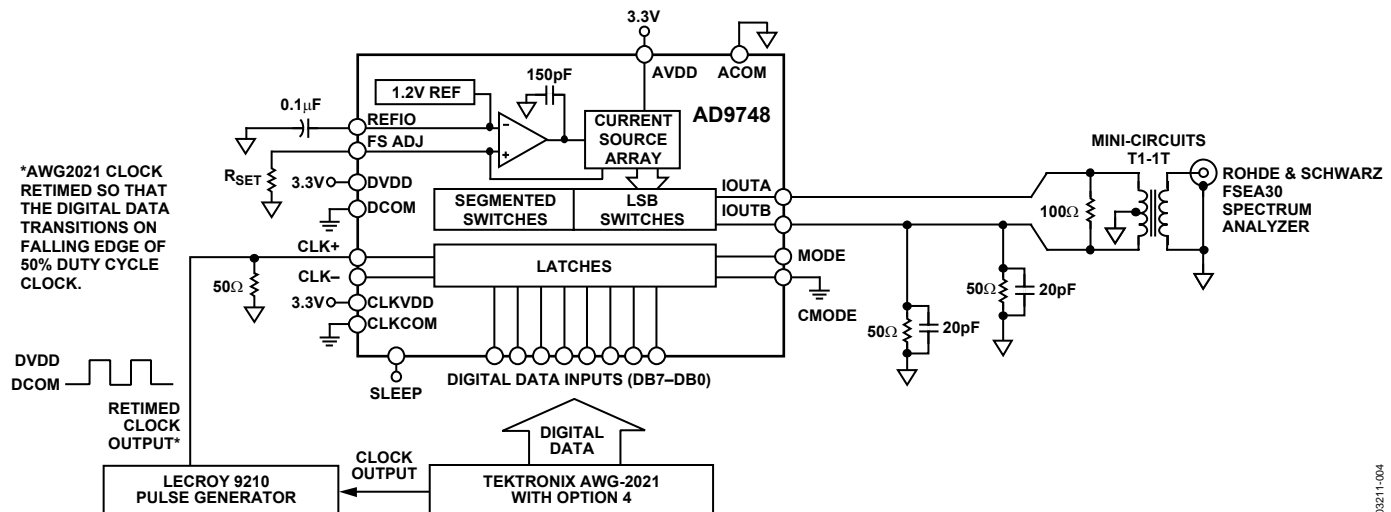 3.3V
AVDD
ACOM
150pF
1.2V REF
AD9748
0.1µF
REFIO
FS ADJ
–
+
CURRENT
SOURCE
ARRAY
MINI-CIRCUITS
T1-1T
ROHDE & SCHWARZ
FSEA30
SPECTRUM
ANALYZER
*AWG2021 CLOCK
RETIMED SO THAT
THE DIGITAL DATA
TRANSITIONS ON
FALLING EDGE OF
50% DUTY CYCLE
CLOCK.
RSET
3.3V
DVDD
DCOM
SEGMENTED
SWITCHES
LSB
SWITCHES
IOUTA
IOUTB
100Ω
CLK+
CLK–
LATCHES
MODE
CMODE
50Ω
3.3V
CLKVDD
CLKCOM
50Ω
20pF
50Ω
20pF
SLEEP
DIGITAL DATA INPUTS (DB7–DB0)
DVDD
DCOM
RETIMED
CLOCK
OUTPUT*
DIGITAL
DATA
CLOCK
OUTPUT
LECROY 9210
PULSE GENERATOR
TEKTRONIX AWG-2021
WITH OPTION 4
03211-004